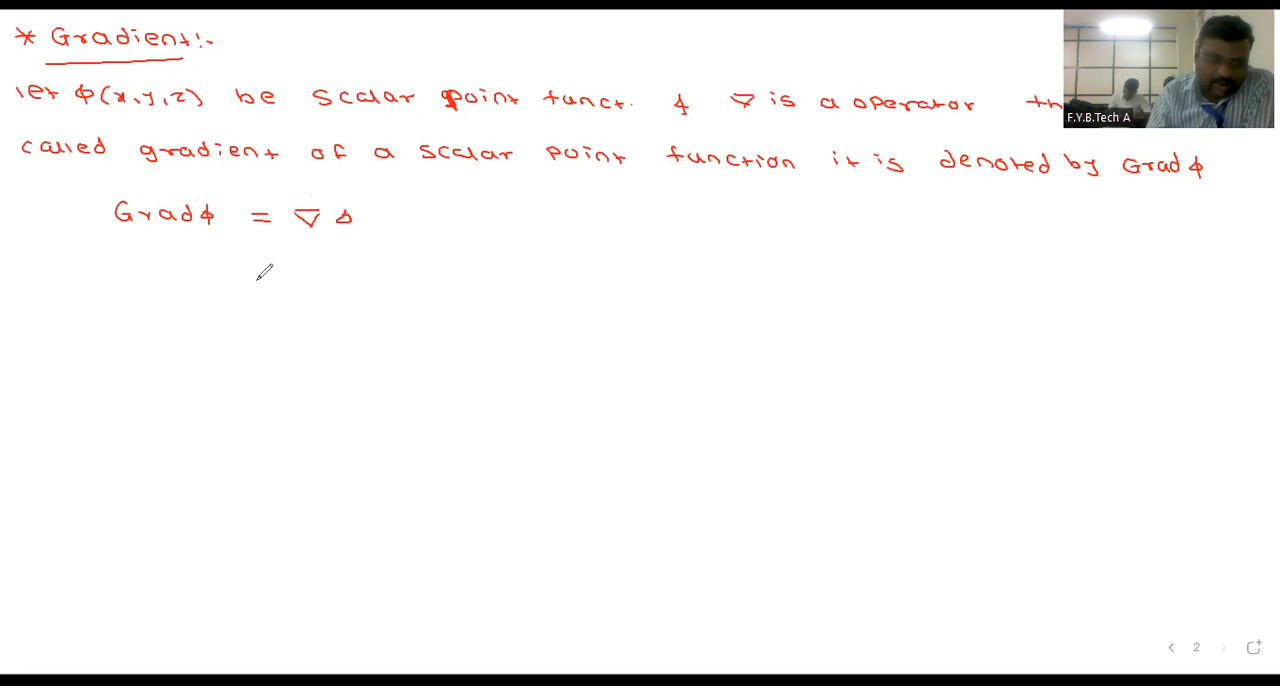 * Gradient:-
let ϕ(x,y,z) be scalar point funct. & ∇ is a operator th
called gradient of a scalar point function it is denoted by Grad ϕ
Grad ϕ = ∇ Δ
F.Y.B.Tech A
2